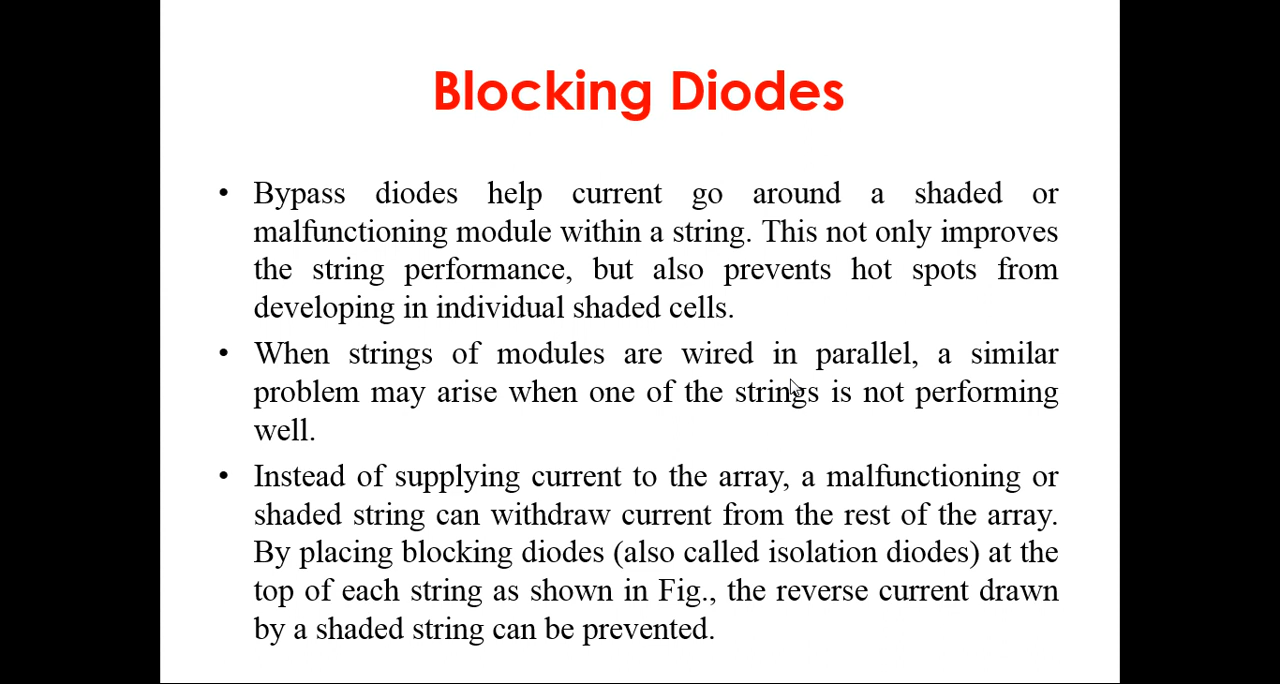 Blocking Diodes
• Bypass diodes help current go around a shaded or
malfunctioning module within a string. This not only improves
the string performance, but also prevents hot spots from
developing in individual shaded cells.
• When strings of modules are wired in parallel, a similar
problem may arise when one of the strings is not performing
well.
• Instead of supplying current to the array, a malfunctioning or
shaded string can withdraw current from the rest of the array.
By placing blocking diodes (also called isolation diodes) at the
top of each string as shown in Fig., the reverse current drawn
by a shaded string can be prevented.